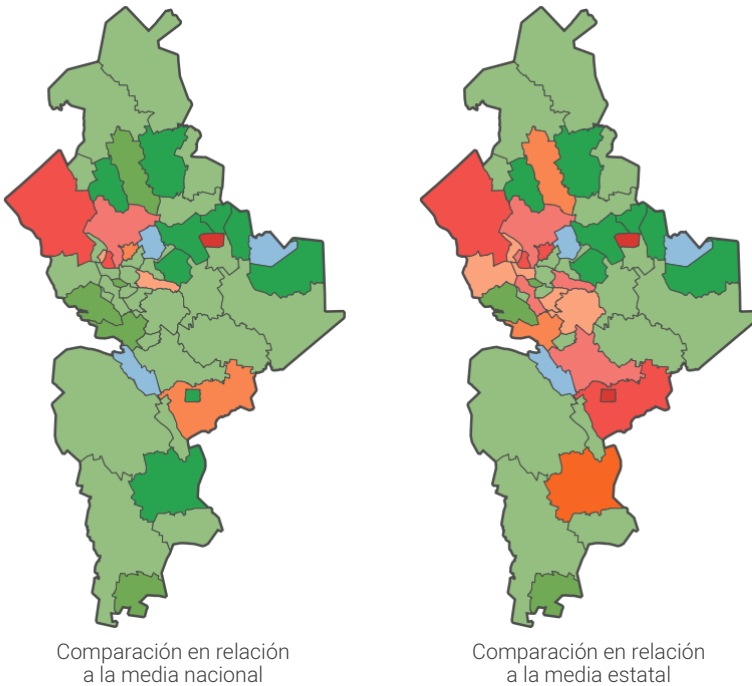 Comparación en relación
a la media nacional
Comparación en relación
a la media estatal